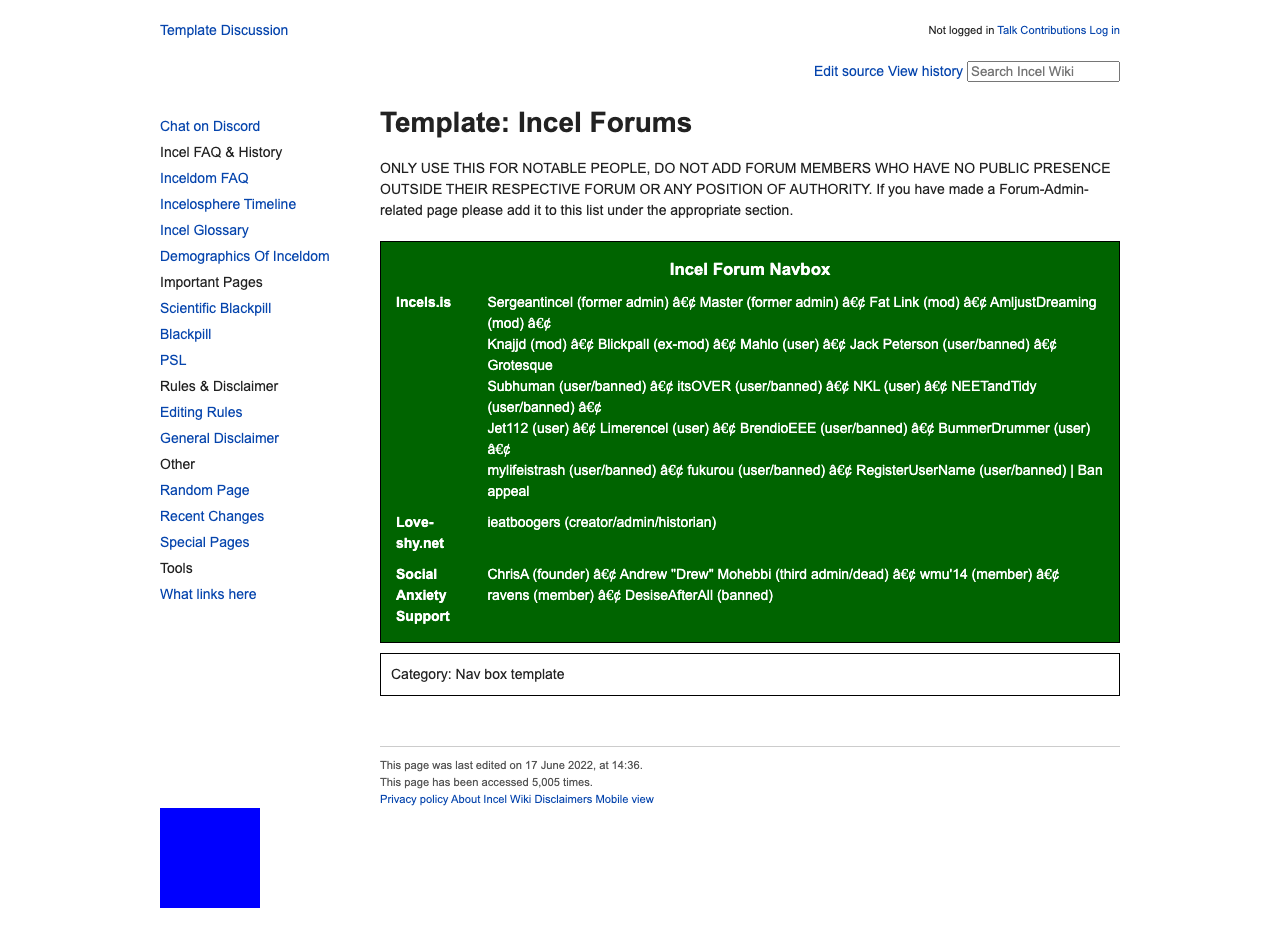 Template Discussion
Not logged in Talk Contributions Log in
Edit source View history Search Incel Wiki
Chat on Discord
Incel FAQ & History
Inceldom FAQ
Incelosphere Timeline
Incel Glossary
Demographics Of Inceldom
Important Pages
Scientific Blackpill
Blackpill
PSL
Rules & Disclaimer
Editing Rules
General Disclaimer
Other
Random Page
Recent Changes
Special Pages
Tools
What links here
Template: Incel Forums
ONLY USE THIS FOR NOTABLE PEOPLE, DO NOT ADD FORUM MEMBERS WHO HAVE NO PUBLIC PRESENCE
OUTSIDE THEIR RESPECTIVE FORUM OR ANY POSITION OF AUTHORITY. If you have made a Forum-Admin-
related page please add it to this list under the appropriate section.
Incel Forum Navbox
Incels.is
Sergeantincel (former admin) â€¢ Master (former admin) â€¢ Fat Link (mod) â€¢ AmIjustDreaming
(mod) â€¢
Knajjd (mod) â€¢ Blickpall (ex-mod) â€¢ Mahlo (user) â€¢ Jack Peterson (user/banned) â€¢
Grotesque
Subhuman (user/banned) â€¢ itsOVER (user/banned) â€¢ NKL (user) â€¢ NEETandTidy
(user/banned) â€¢
Jet112 (user) â€¢ Limerencel (user) â€¢ BrendioEEE (user/banned) â€¢ BummerDrummer (user)
â€¢
mylifeistrash (user/banned) â€¢ fukurou (user/banned) â€¢ RegisterUserName (user/banned) | Ban
appeal
Love-
shy.net
ieatboogers (creator/admin/historian)
Social
Anxiety
Support
ChrisA (founder) â€¢ Andrew "Drew" Mohebbi (third admin/dead) â€¢ wmu'14 (member) â€¢
ravens (member) â€¢ DesiseAfterAll (banned)
Category: Nav box template
This page was last edited on 17 June 2022, at 14:36.
This page has been accessed 5,005 times.
Privacy policy About Incel Wiki Disclaimers Mobile view